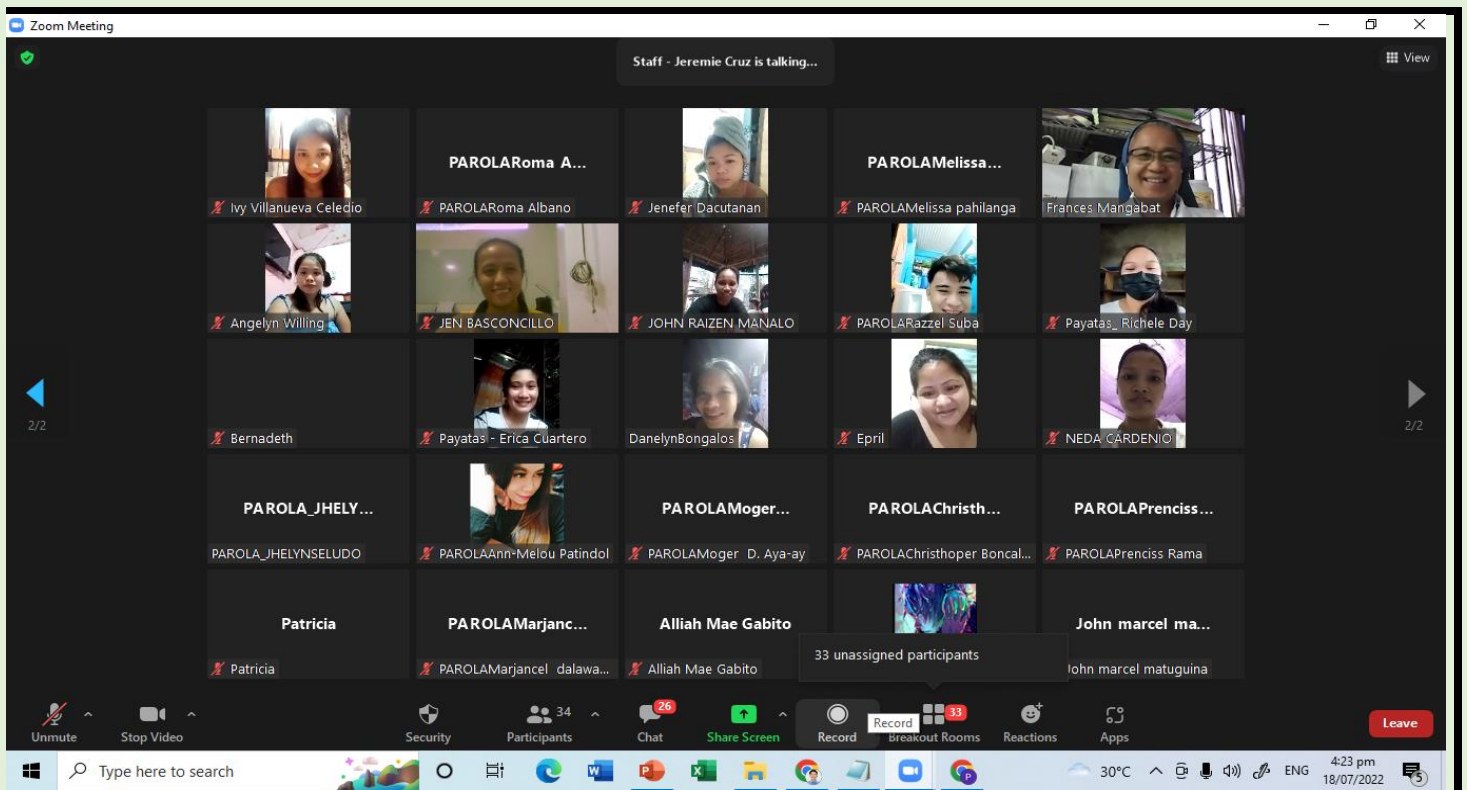 Zoom Meeting
Staff - Jeremie Cruz is talking...
View
PAROLARoma A...
PAROLAMelissa...
Ivy Villanueva Celedio
PAROLARoma Albano
Jenefer Dacutanan
PAROLAMelissa pahilanga
Frances Mangabat
Angelyn Willing
JEN BASCONCILLO
JOHN RAIZEN MANALO
PAROLARazzel Suba
Payatas_ Richele Day
2/2
2/2
Bernadeth
Payatas - Erica Cuartero
DanelynBongalos
Epril
NEDA CARDENIO
PAROLA_JHELY...
PAROLAMoger...
PAROLAChristh...
PAROLAPrenciss...
PAROLA_JHELYNSELUDO
PAROLAAnn-Melou Patindol
PAROLAMoger D. Aya-ay
PAROLAChristhoper Boncal...
PAROLAPrenciss Rama
Patricia
PAROLAMarjanc...
Alliah Mae Gabito
John marcel ma...
33 unassigned participants
Patricia
PAROLAMarjancel dalawa...
Alliah Mae Gabito
John marcel matuguina
34
26
33
Unmute
Stop Video
Security
Participants
Chat
Share Screen
Record
Record
Breakout Rooms
Reactions
Apps
Leave
Type here to search
30°C
ENG
4:23 pm
18/07/2022
5